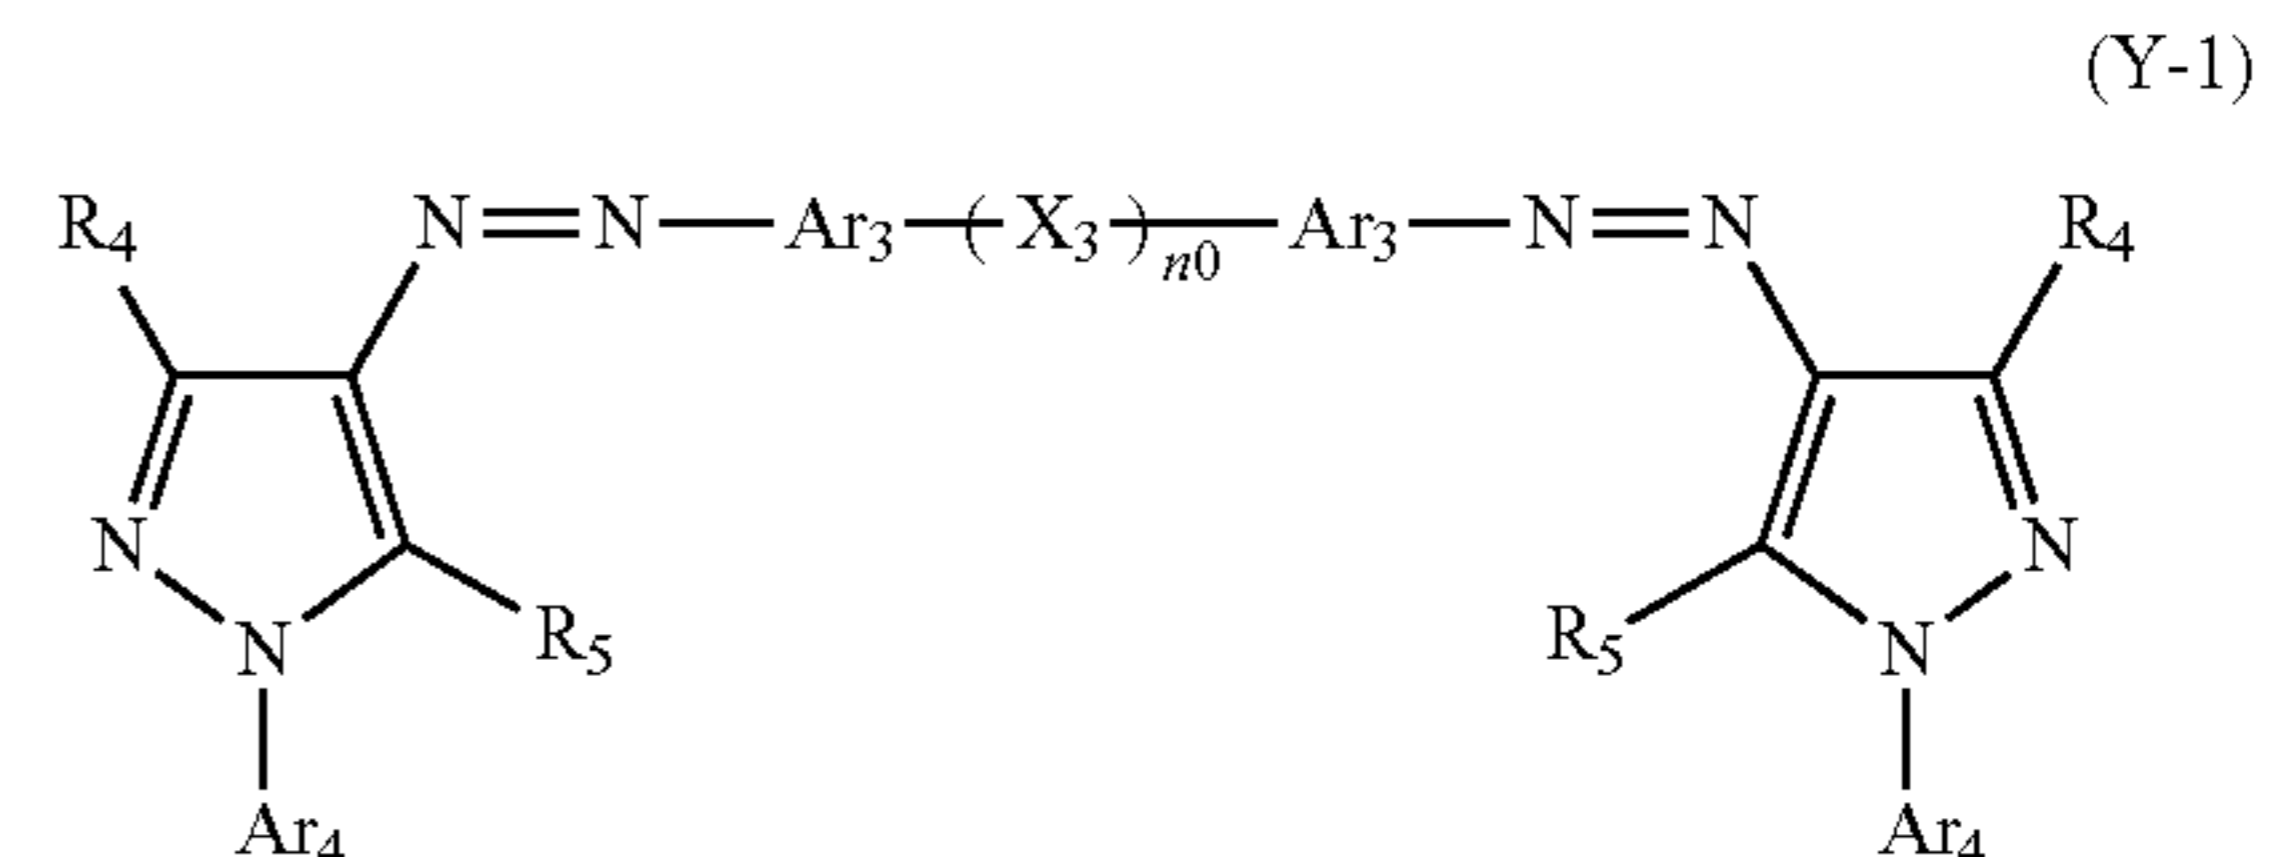 (Y-1)
R4 N=N—Ar3—(X3)n0—Ar3—N=N R4
N N
R5 R5
N N
Ar4 Ar4